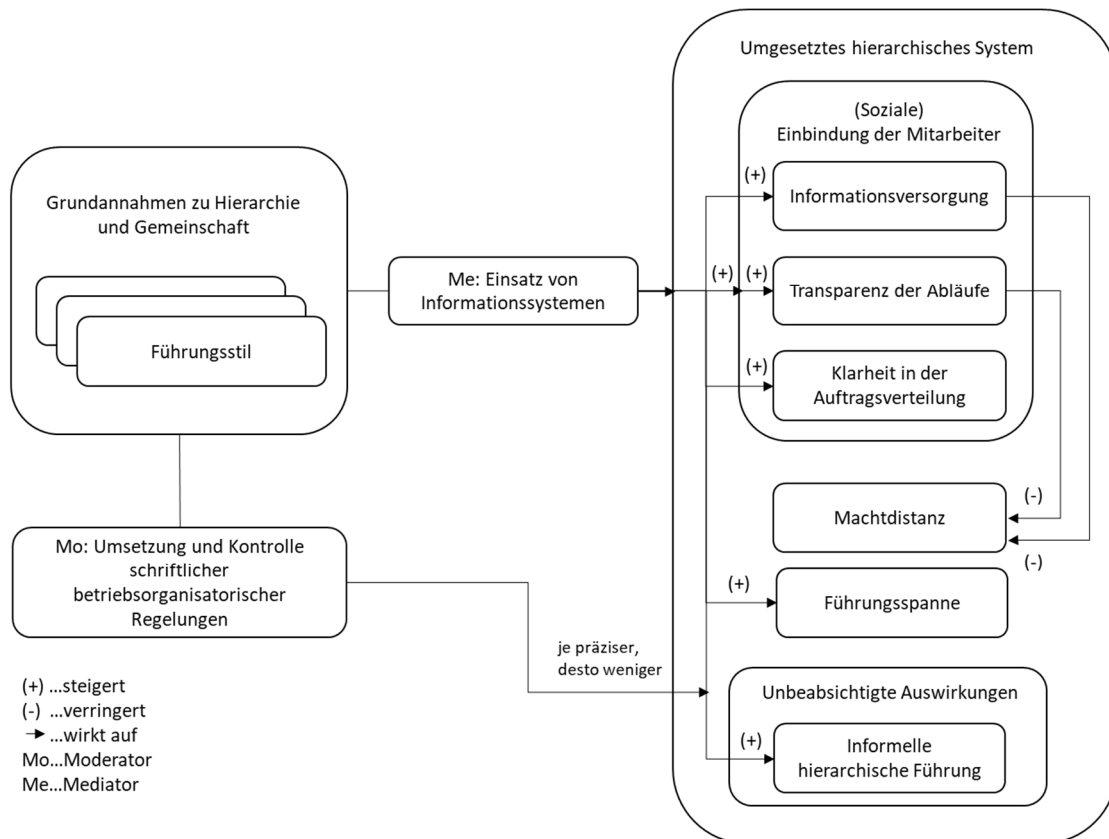 Umgesetztes hierarchisches System
(Soziale)
Einbindung der Mitarbeiter
(+)
Informationsversorgung
Grundannahmen zu Hierarchie
und Gemeinschaft
Führungsstil
Me: Einsatz von
Informationssystemen
(+)
(+)
Transparenz der Abläufe
(+)
Klarheit in der
Auftragsverteilung
(-)
Machtdistanz
(-)
Mo: Umsetzung und Kontrolle
schriftlicher
betriebsorganisatorischer
Regelungen
(+)
Führungsspanne
je präziser,
desto weniger
Unbeabsichtigte Auswirkungen
(+)
Informelle
hierarchische Führung
(+) ...steigert
(-) ...verringert
...wirkt auf
Mo...Moderator
Me...Mediator